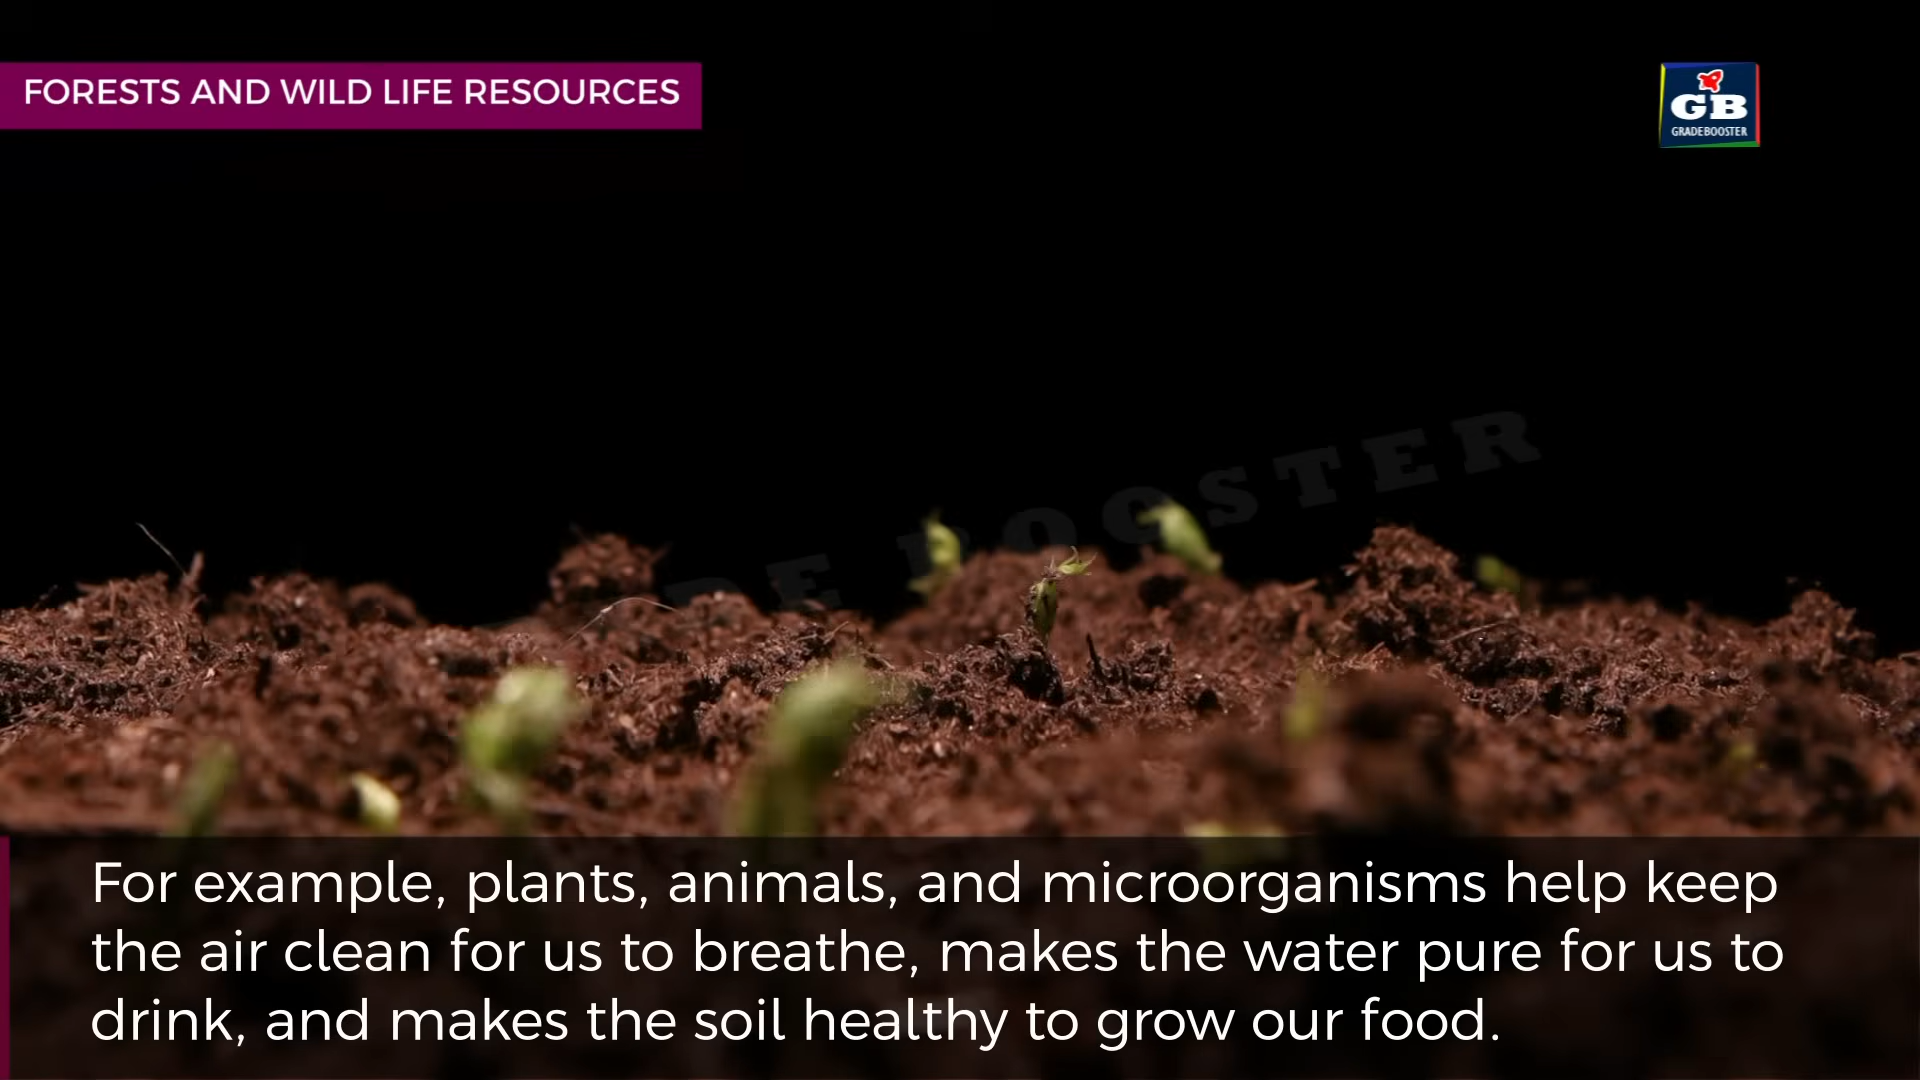 FORESTS AND WILD LIFE RESOURCES
GB
GRADEBOOSTER
DE BOOSTER
For example, plants, animals, and microorganisms help keep
the air clean for us to breathe, makes the water pure for us to
drink, and makes the soil healthy to grow our food.